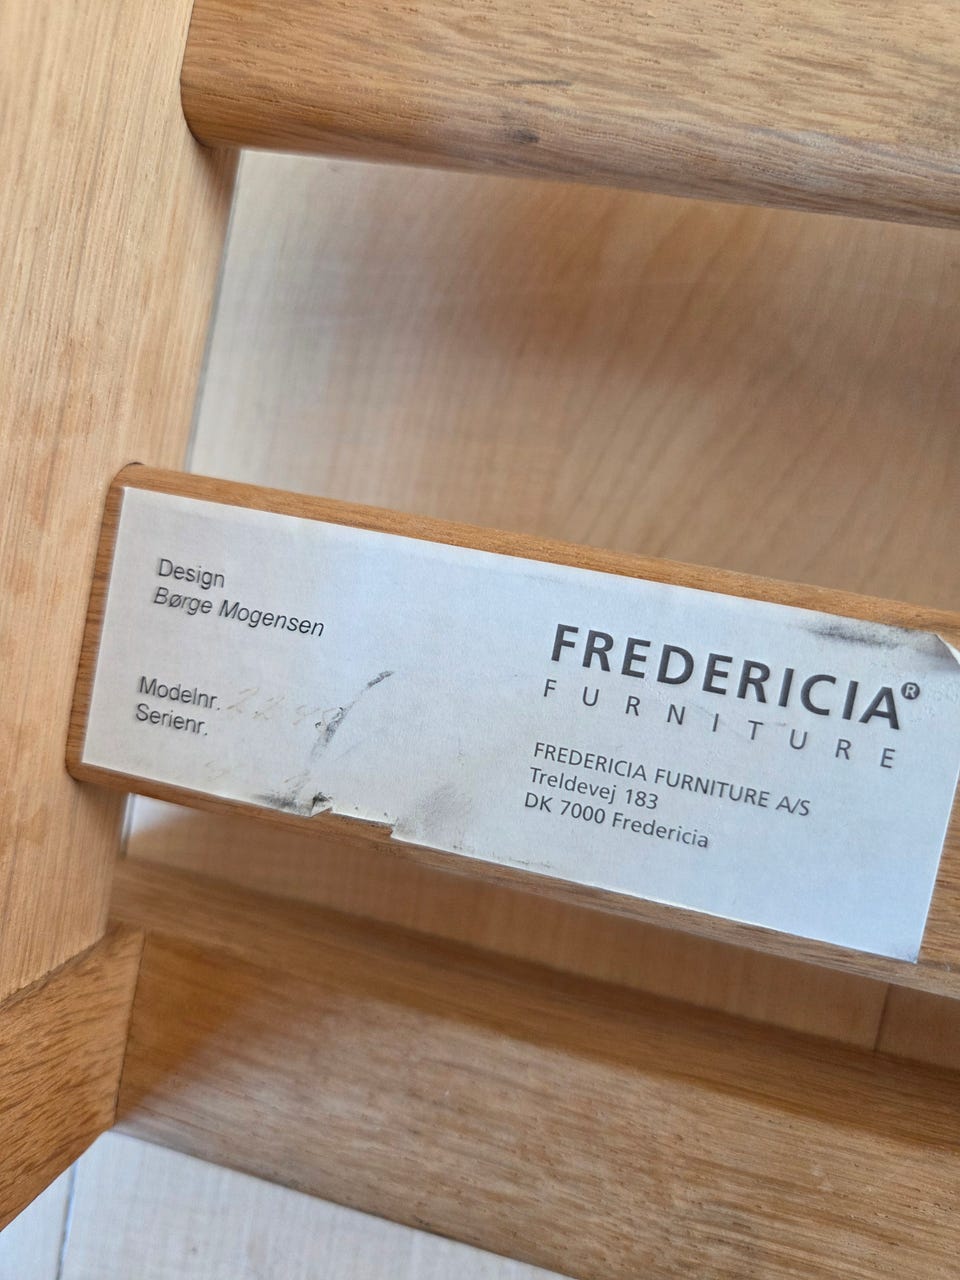 Design
Børge Mogensen
Modelnr.
Serienr.
FREDERICIA®
FURNITURE
FREDERICIA FURNITURE A/S
Treldevej 183
DK 7000 Fredericia